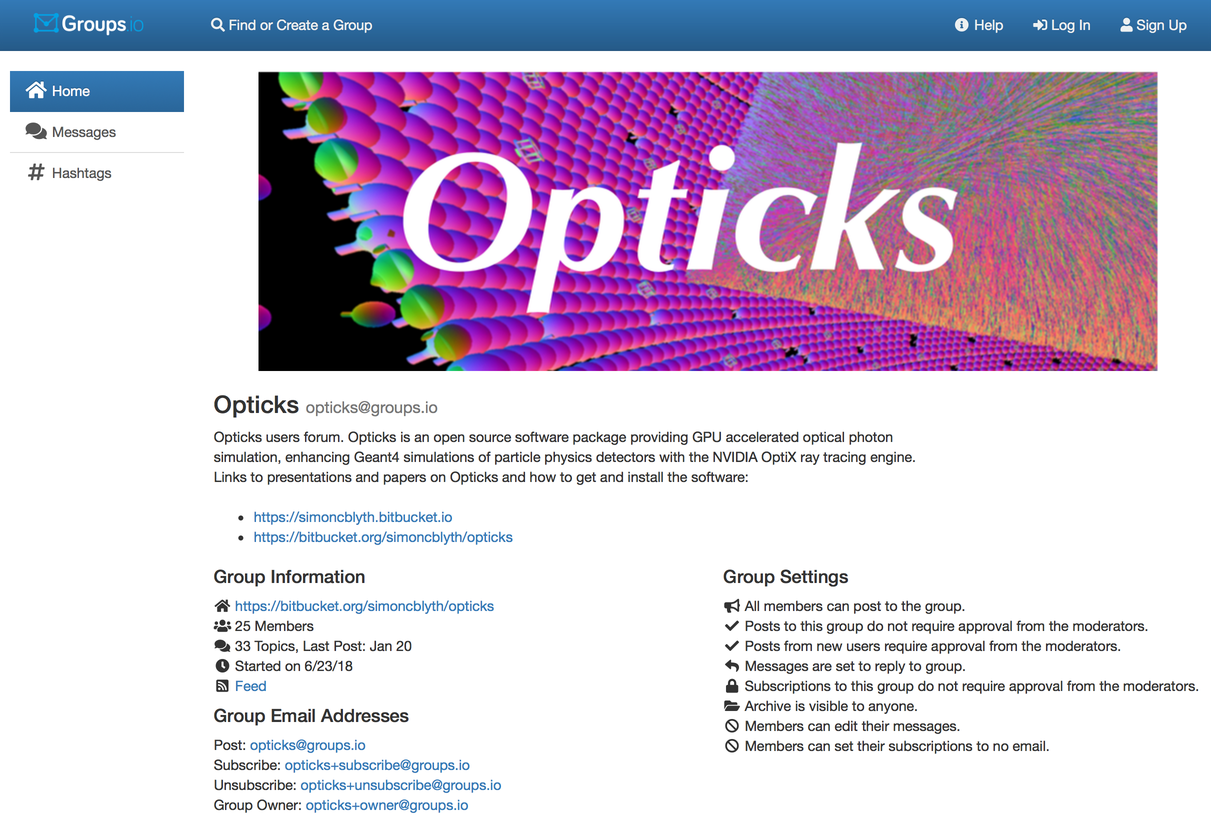 Groups.io
Find or Create a Group
Help
Log In
Sign Up
Home
Messages
Hashtags
Opticks
Opticks opticks@groups.io
Opticks users forum. Opticks is an open source software package providing GPU accelerated optical photon
simulation, enhancing Geant4 simulations of particle physics detectors with the NVIDIA OptiX ray tracing engine.
Links to presentations and papers on Opticks and how to get and install the software:
https://simoncblyth.bitbucket.io
https://bitbucket.org/simoncblyth/opticks
Group Information
https://bitbucket.org/simoncblyth/opticks
25 Members
33 Topics, Last Post: Jan 20
Started on 6/23/18
Feed
Group Email Addresses
Post: opticks@groups.io
Subscribe: opticks+subscribe@groups.io
Unsubscribe: opticks+unsubscribe@groups.io
Group Owner: opticks+owner@groups.io
Group Settings
All members can post to the group.
Posts to this group do not require approval from the moderators.
Posts from new users require approval from the moderators.
Messages are set to reply to group.
Subscriptions to this group do not require approval from the moderators.
Archive is visible to anyone.
Members can edit their messages.
Members can set their subscriptions to no email.